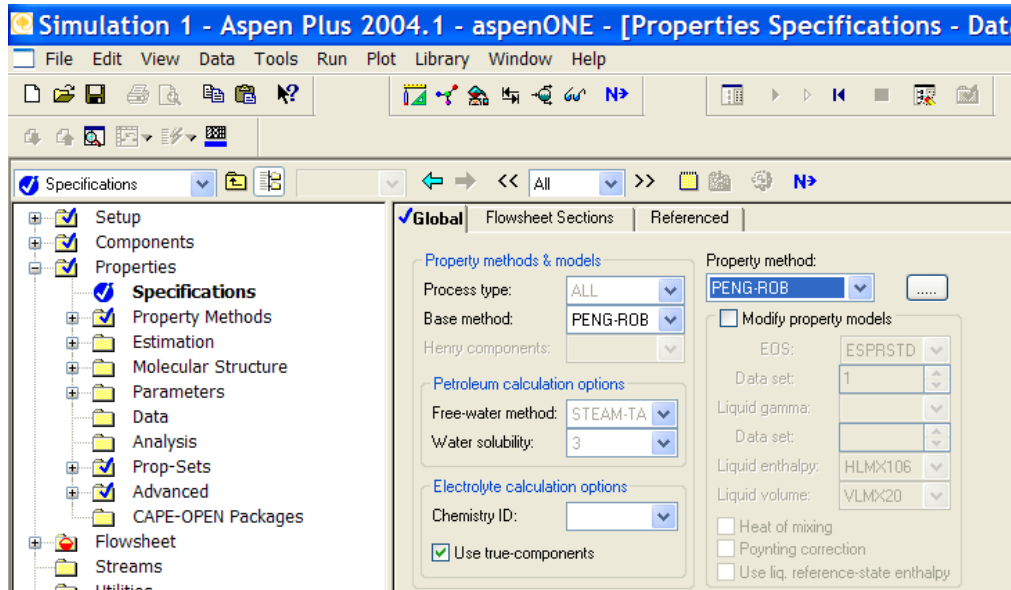 Simulation 1 - Aspen Plus 2004.1 - aspenONE - [Properties Specifications - Data
File Edit View Data Tools Run Plot Library Window Help
N
Specifications << All >> N
Setup
Components
Properties
Specifications
Property Methods
Estimation
Molecular Structure
Parameters
Data
Analysis
Prop-Sets
Advanced
CAPE-OPEN Packages
Flowsheet
Streams
Utilities
Global Flowsheet Sections Referenced
Property methods & models
Process type: ALL
Base method: PENG-ROB
Henry components:
Petroleum calculation options
Free-water method: STEAM-TA
Water solubility: 3
Electrolyte calculation options
Chemistry ID:
Use true-components
Property method:
PENG-ROB .....
Modify property models
EOS: ESPRSTD
Data set: 1
Liquid gamma:
Data set:
Liquid enthalpy: HLMX106
Liquid volume: VLMX20
Heat of mixing
Poynting correction
Use liq. reference-state enthalpy